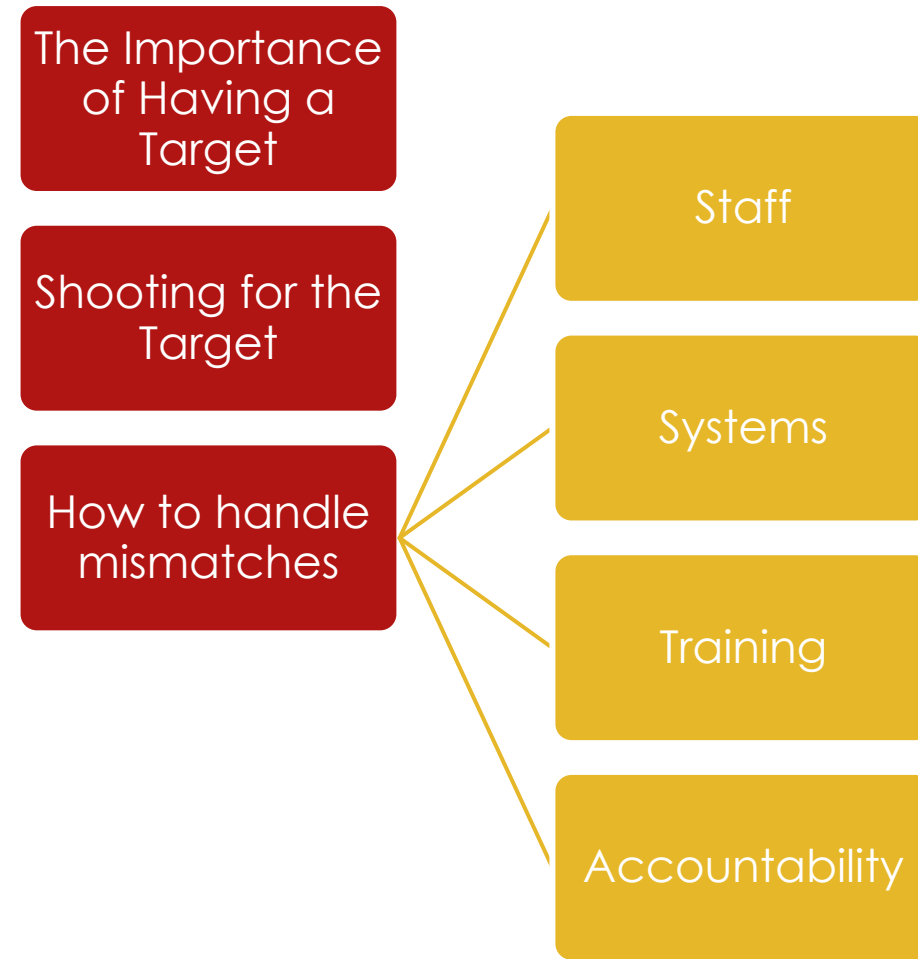 The Importance
of Having a
Target
Shooting for the
Target
How to handle
mismatches
Staff
Systems
Training
Accountability